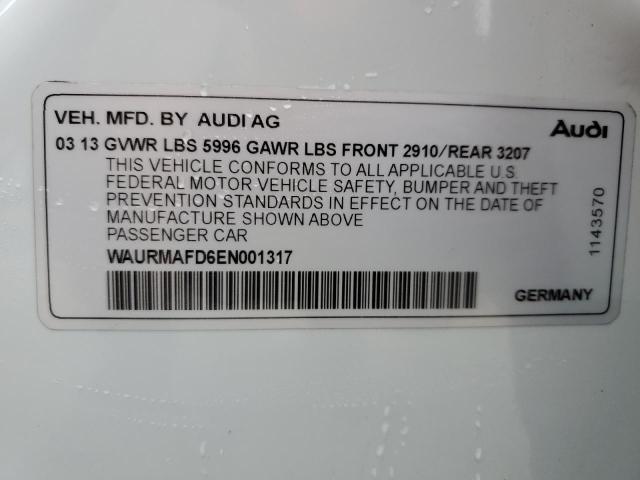 VEH. MFD. BY AUDI AG
Audi
03 13 GVWR LBS 5996 GAWR LBS FRONT 2910/REAR 3207
THIS VEHICLE CONFORMS TO ALL APPLICABLE U.S.
FEDERAL MOTOR-VEHICLE SAFETY, BUMPER AND THEFT
PREVENTION STANDARDS IN EFFECT ON THE DATE OF
MANUFACTURE SHOWN ABOVE
PASSENGER CAR
WAURMAFD6EN001317
GERMANY
1143570